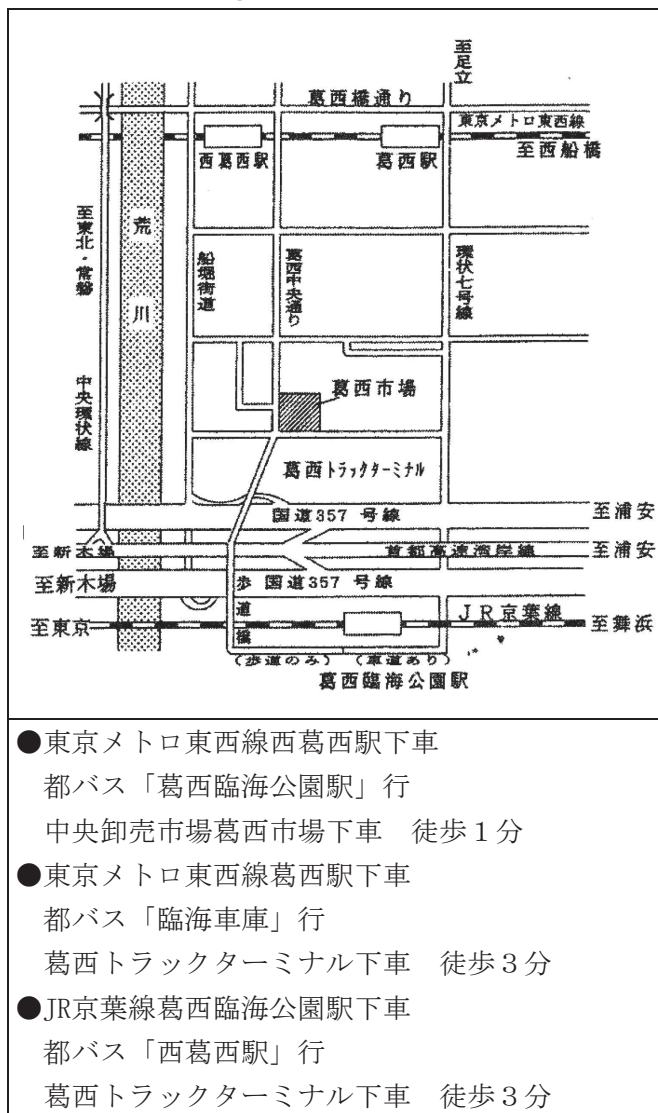 至足立
葛西橋通り
東京メトロ東西線
西葛西駅
葛西駅
至西船橋
至東北・常磐
荒川
船堀街道
葛西中央通り
環状七号線
中央環状線
葛西市場
葛西トラックターミナル
国道357 号線
至浦安
至新木場
首都高速湾岸線
至浦安
至新木場
歩道橋
国道357 号線
JR京葉線
至東京
至舞浜
(歩道のみ)
(車道あり)
葛西臨海公園駅
●東京メトロ東西線西葛西駅下車
都バス「葛西臨海公園駅」行
中央卸売市場葛西市場下車 徒歩1分
●東京メトロ東西線葛西駅下車
都バス「臨海車庫」行
葛西トラックターミナル下車 徒歩3分
●JR京葉線葛西臨海公園駅下車
都バス「西葛西駅」行
葛西トラックターミナル下車 徒歩3分